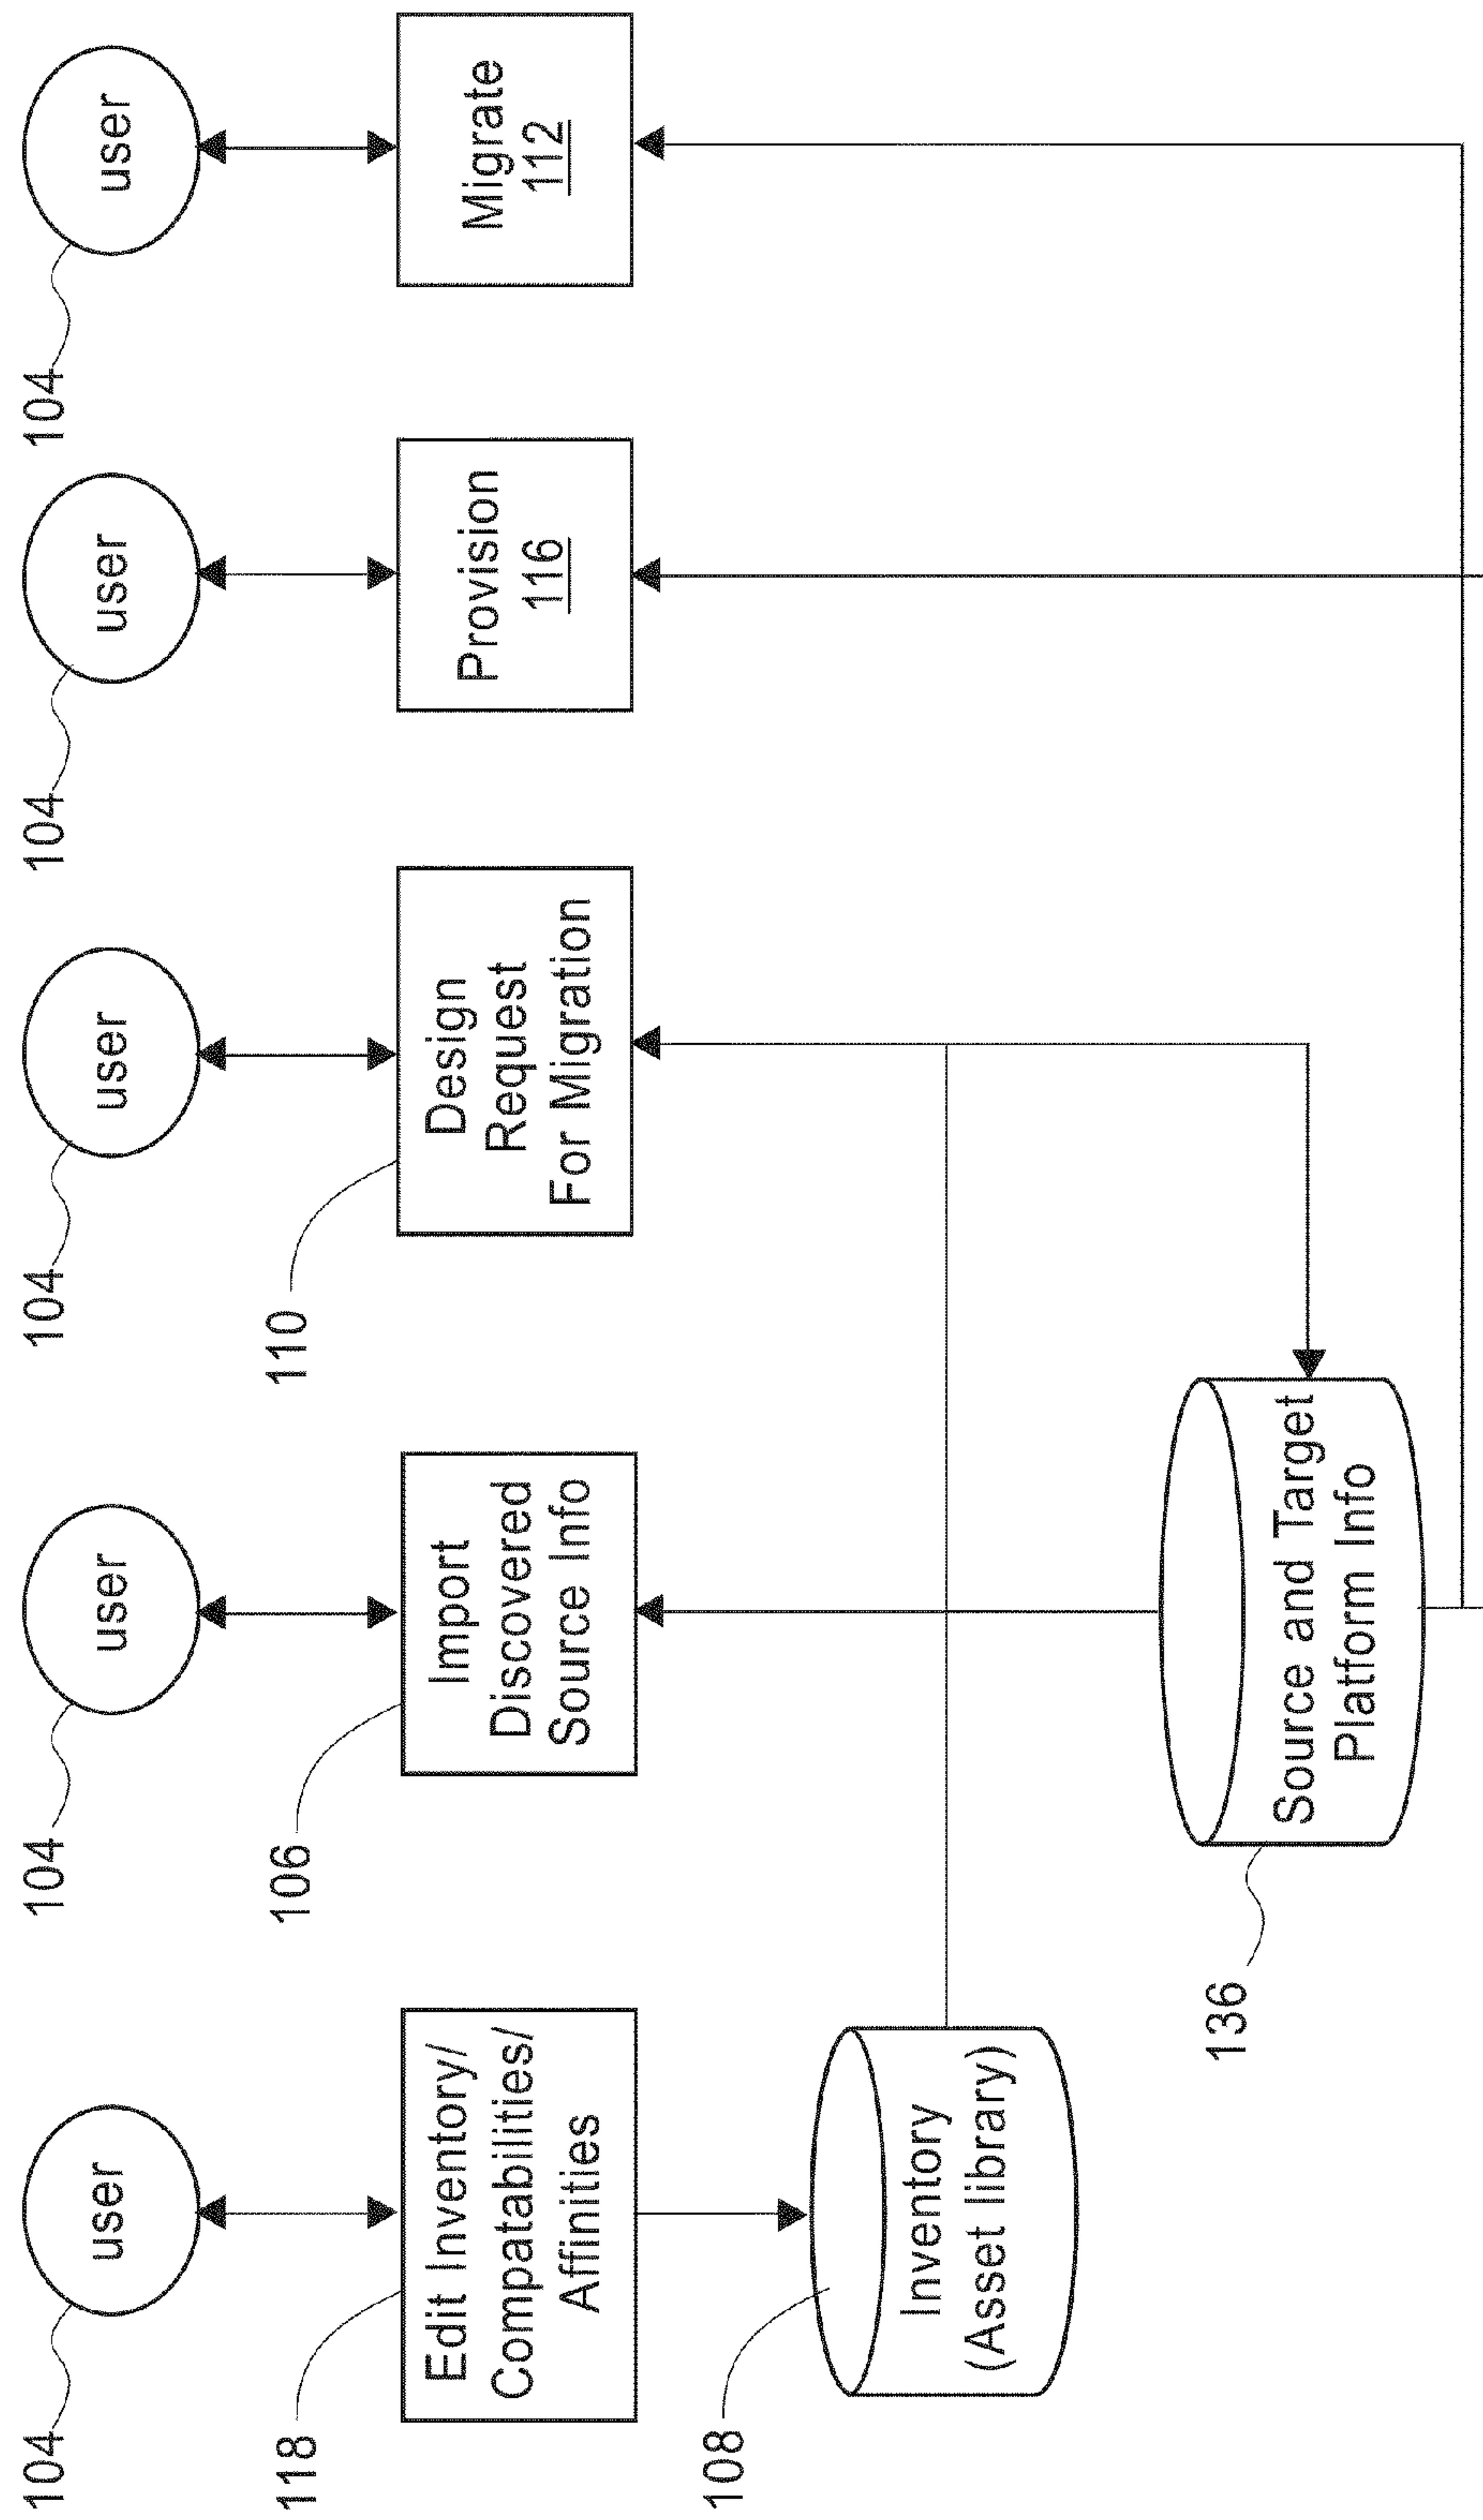 104
user
104
user
104
user
104
user
104
user
118
Edit Inventory/
Compatabilities/
Affinities
106
Import
Discovered
Source Info
110
Design
Request
For Migration
Provision
116
Migrate
112
108
Inventory
(Asset library)
136
Source and Target
Platform Info